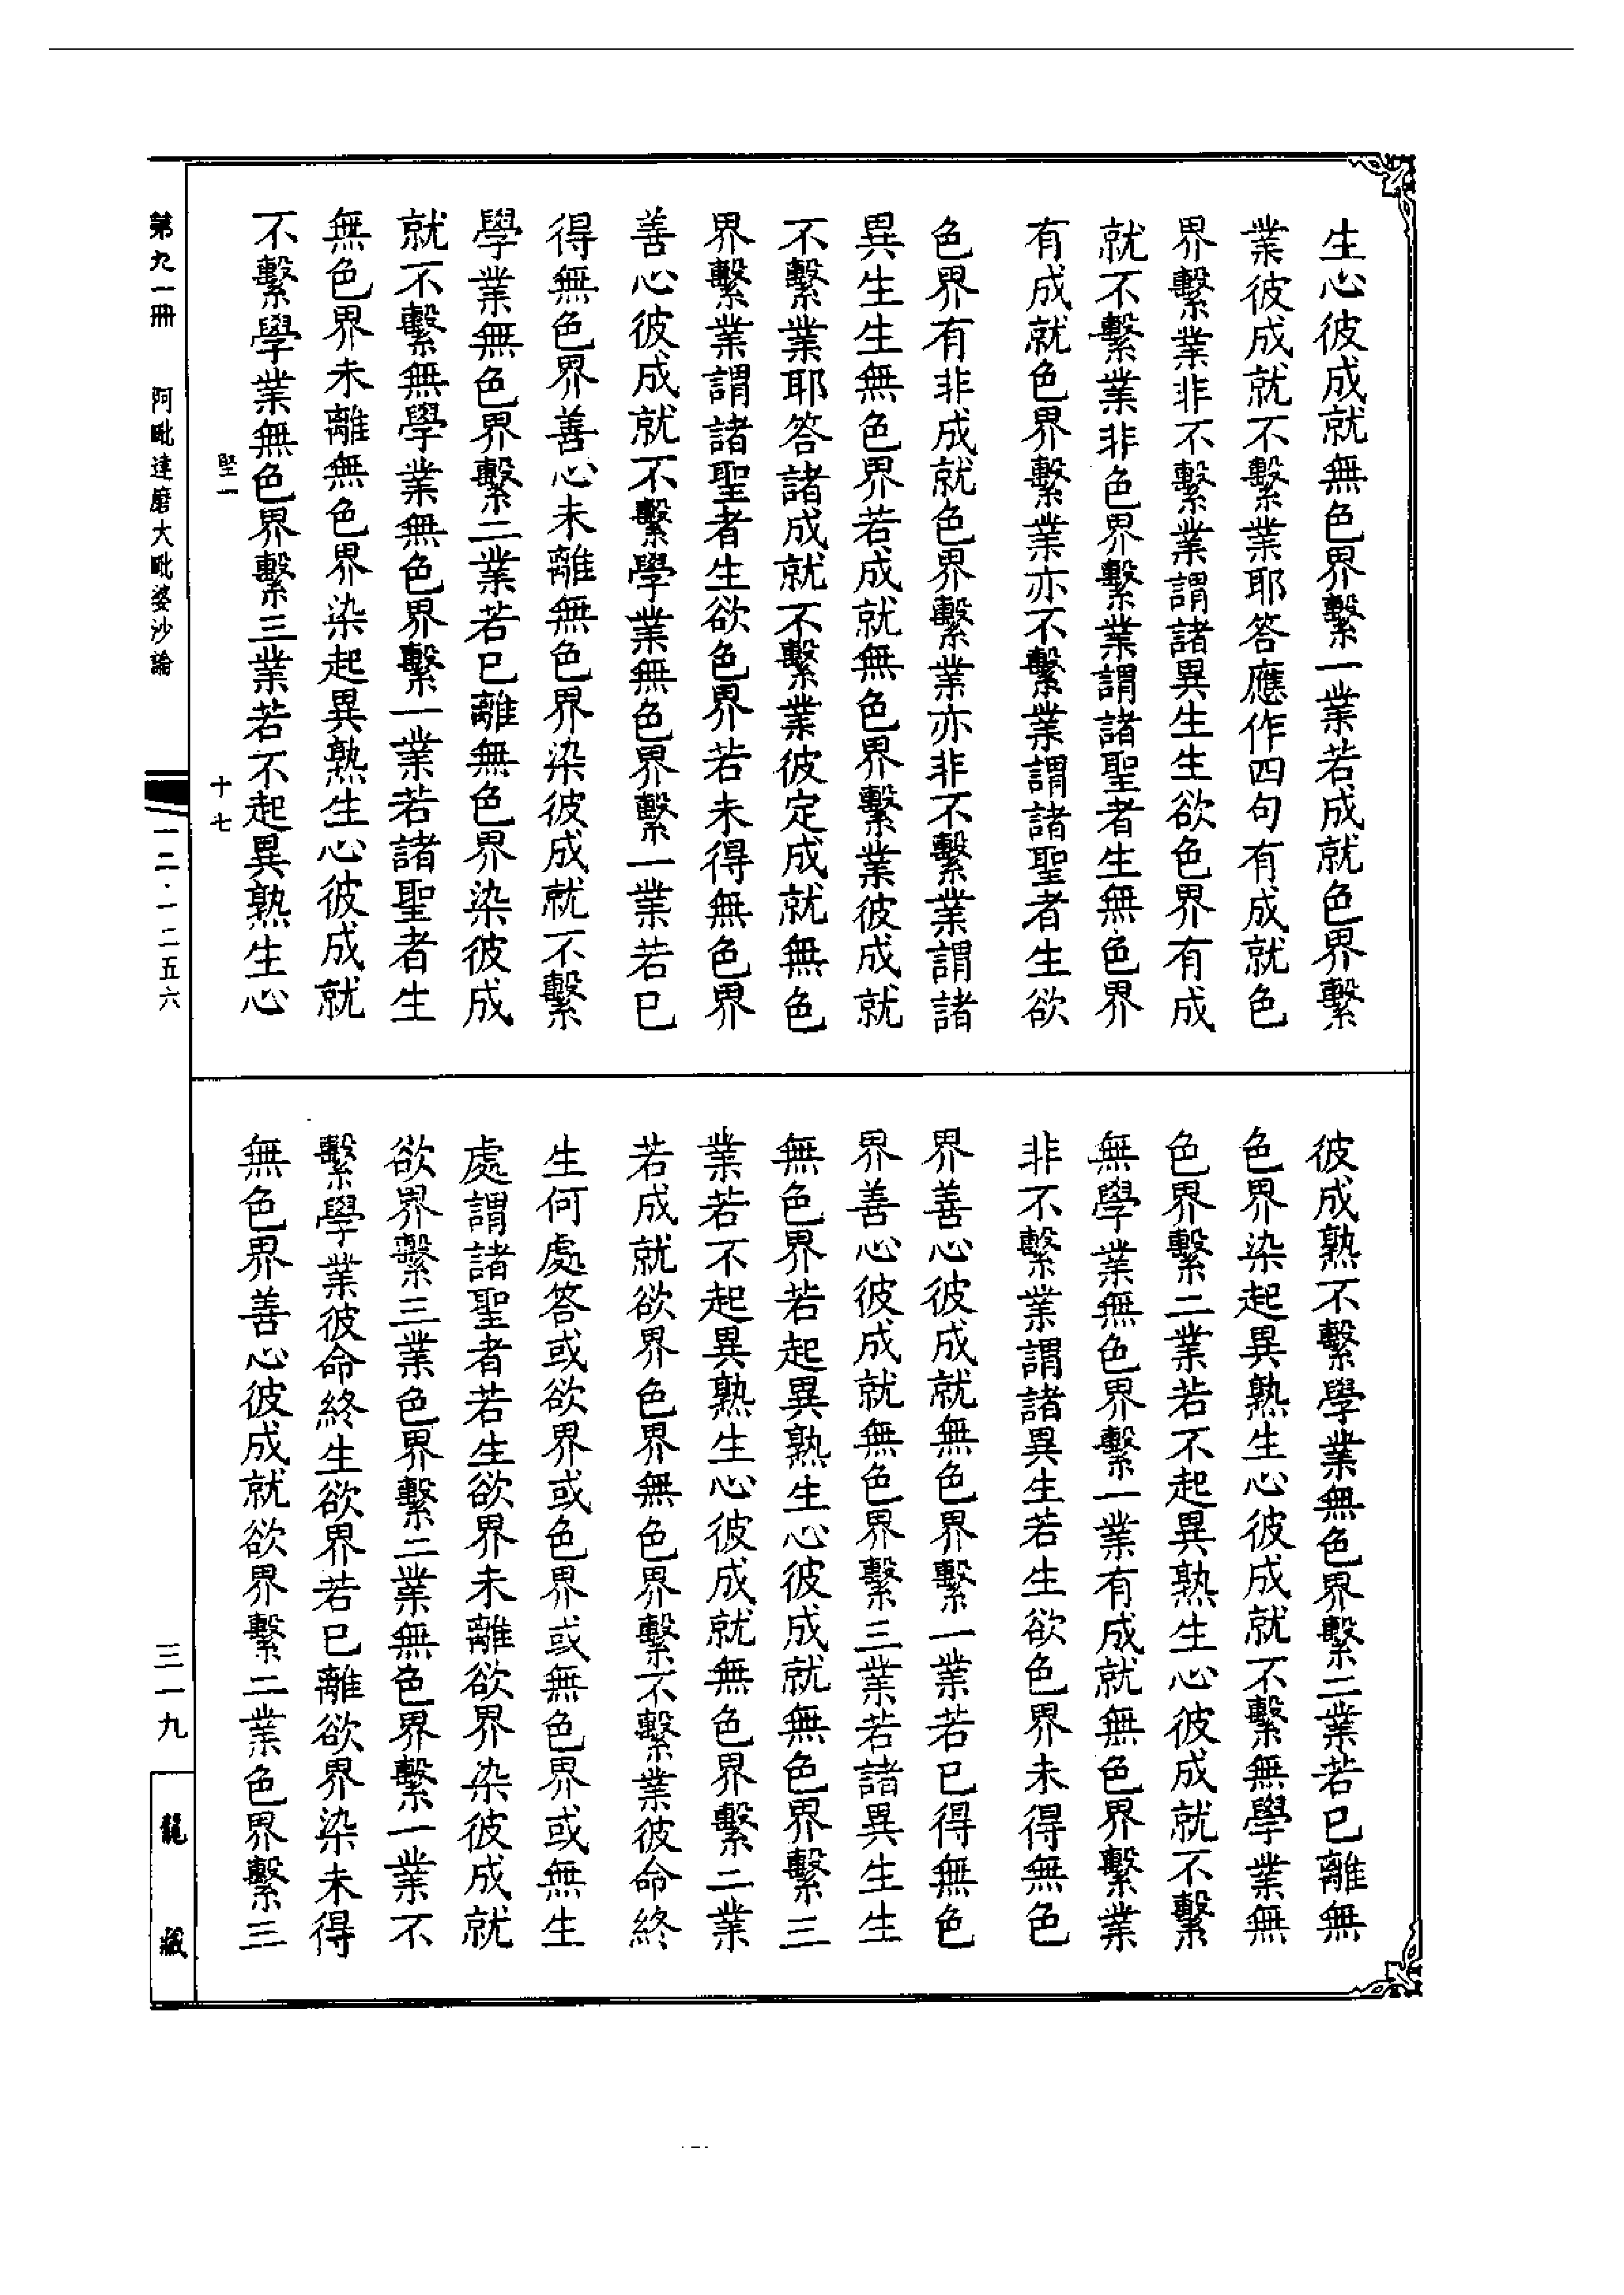 生心彼成就無色界繫一業若成就色界繫
業彼成就不繫業耶答應作四句有成就色
界繫業非不繫業謂諸異生生欲色界有成
就不繫業非色界繫業謂諸聖者生無色界
有成就色界繫業亦不繫業謂諸聖者生欲
色界有非成就色界繫業亦非不繫業謂諸
異生生無色界若成就無色界繫業彼成就
不繫業耶答諸成就不繫業彼定成就無色
界繫業謂諸聖者生欲色界若未得無色界
善心彼成就不繫學業無色界繫一業若已
得無色界善心未離無色界染彼成就不繫
學業無色界繫二業若已離無色界染彼成
就不繫無學業無色界繫一業若諸聖者生
無色界未離無色界染起異熟生心彼成就
不繫學業無色界繫三業若不起異熟生心
彼成熟不繫學業無色界繫二業若已離無
色界染起異熟生心彼成就不繫無學業無
色界繫二業若不起異熟生心彼成就不繫
無學業無色界繫一業有成就無色界繫業
非不繫業謂諸異生若生欲色界未得無色
界善心彼成就無色界繫一業若已得無色
界善心彼成就無色界繫三業若諸異生生
無色界若起異熟生心彼成就無色界繫三
業若不起異熟生心彼成就無色界繫二業
若成就欲界色界無色界繫不繫業彼命終
生何處答或欲界或色界或無色界或無生
處謂諸聖者若生欲界未離欲界染彼成就
欲界繫三業色界繫二業無色界繫一業不
繫學業彼命終生欲界若已離欲界染未得
無色界善心彼成就欲界繫二業色界繫三
堅一
十七
第九一冊 阿毗達磨大毗婆沙論
一二·一二五六
三一九
龍藏